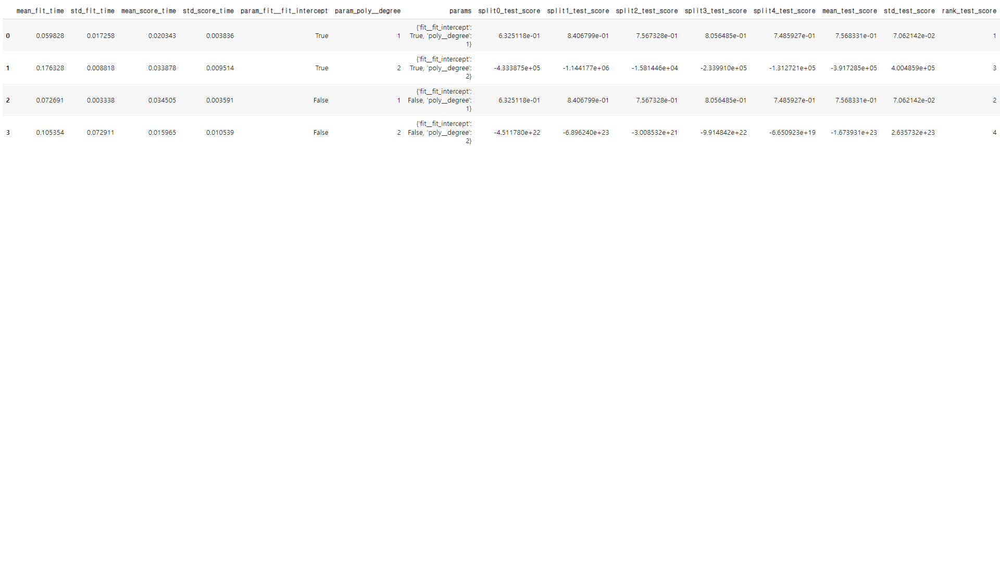 mean_fit_time std_fit_time mean_score_time std_score_time param_fit__fit_intercept param_poly__degree params split0_test_score split1_test_score split2_test_score split3_test_score split4_test_score mean_test_score std_test_score rank_test_score
0 0.059828 0.017258 0.020343 0.003836 True 1 {'fit__fit_intercept': True, 'poly__degree': 1} 6.325118e-01 8.406799e-01 7.567328e-01 8.056485e-01 7.485927e-01 7.568331e-01 7.062142e-02 1
1 0.176328 0.008818 0.033878 0.009514 True 2 {'fit__fit_intercept': True, 'poly__degree': 2} -4.333875e+05 -1.144177e+06 -1.581446e+04 -2.339910e+05 -1.312721e+05 -3.917285e+05 4.004859e+05 3
2 0.072691 0.003338 0.034505 0.003591 False 1 {'fit__fit_intercept': False, 'poly__degree': 1} 6.325118e-01 8.406799e-01 7.567328e-01 8.056485e-01 7.485927e-01 7.568331e-01 7.062142e-02 2
3 0.105354 0.072911 0.015965 0.010539 False 2 {'fit__fit_intercept': False, 'poly__degree': 2} -4.511780e+22 -6.896240e+23 -3.008532e+21 -9.914842e+22 -6.650923e+19 -1.673931e+23 2.635732e+23 4